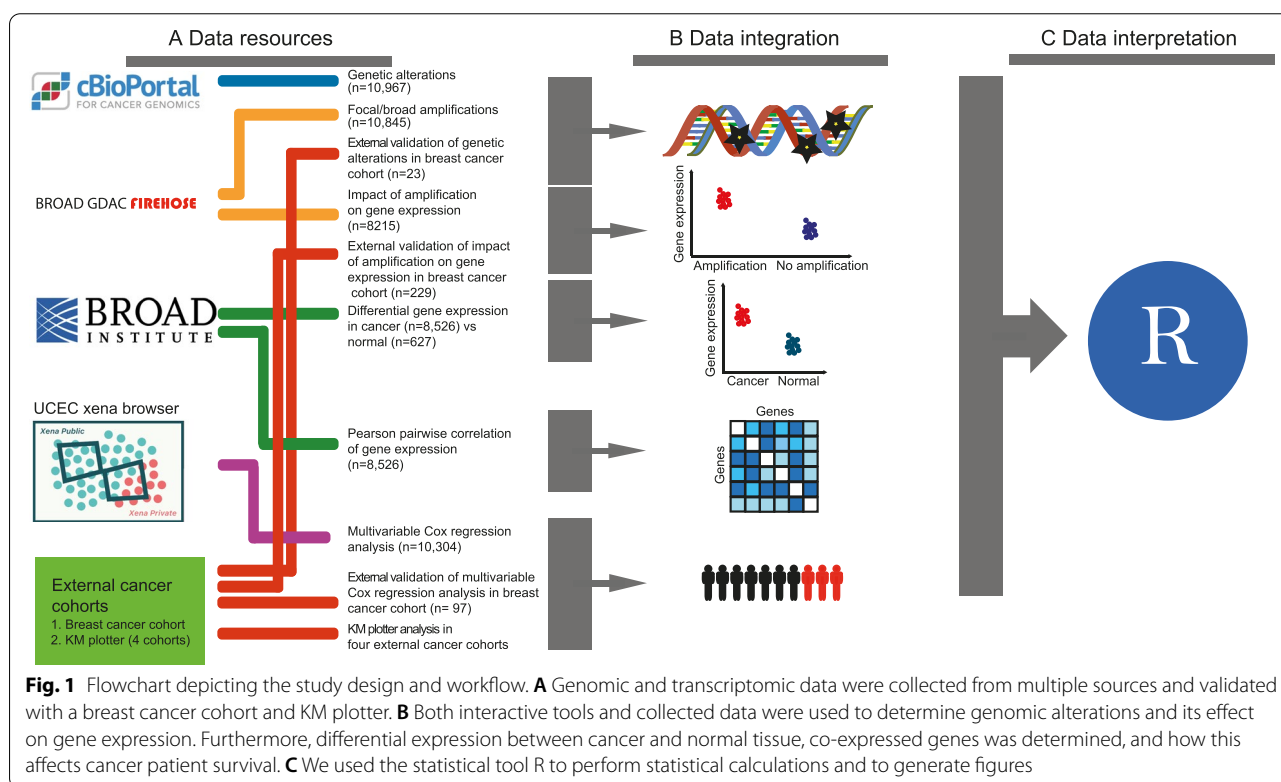 A Data resources
B Data integration
C Data interpretation
cBioPortal
FOR CANCER GENOMICS
Genetic alterations
(n=10,967)
Focal/broad amplifications
(n=10,845)
External validation of genetic
alterations in breast cancer
cohort (n=23)
BROAD GDAC FIREHOSE
Impact of amplification
on gene expression
(n=8215)
External validation of impact
of amplification on gene
expression in breast cancer
cohort (n=229)
BROAD
INSTITUTE
Differential gene expression
in cancer (n=8,526) vs
normal (n=627)
UCEC xena browser
Xena Public
Xena Private
Pearson pairwise correlation
of gene expression
(n=8,526)
Multivariable Cox regression
analysis (n=10,304)
External cancer
cohorts
1. Breast cancer cohort
2. KM plotter (4 cohorts)
External validation of multivariable
Cox regression analysis in breast
cancer cohort (n= 97)
KM plotter analysis in
four external cancer cohorts
Gene expression
Amplification No amplification
Gene expression
Cancer Normal
Genes
Genes
R
Fig. 1 Flowchart depicting the study design and workflow. A Genomic and transcriptomic data were collected from multiple sources and validated
with a breast cancer cohort and KM plotter. B Both interactive tools and collected data were used to determine genomic alterations and its effect
on gene expression. Furthermore, differential expression between cancer and normal tissue, co-expressed genes was determined, and how this
affects cancer patient survival. C We used the statistical tool R to perform statistical calculations and to generate figures